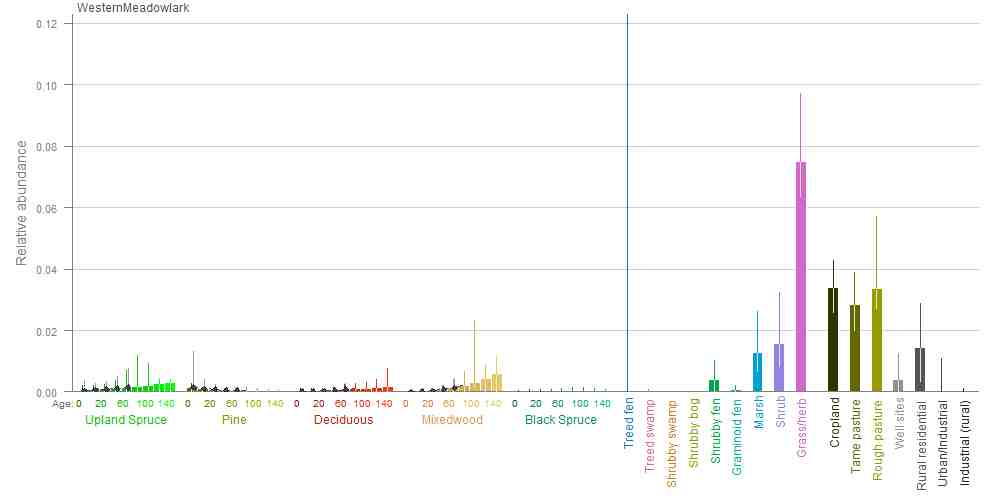 WesternMeadowlark
0.12
0.10
0.08
0.06
0.04
0.02
0.00
Relative abundance
Age: 0 20 60 100 140 0 20 60 100 140 0 20 60 100 140 0 20 60 100 140 0 20 60 100 140
Upland Spruce Pine Deciduous Mixedwood Black Spruce
Treed fen
Treed swamp
Shrubby swamp
Shrubby bog
Shrubby fen
Graminoid fen
Marsh
Shrub
Grass/herb
Cropland
Tame pasture
Rough pasture
Well sites
Rural residential
Urban/Industrial
Industrial (rural)